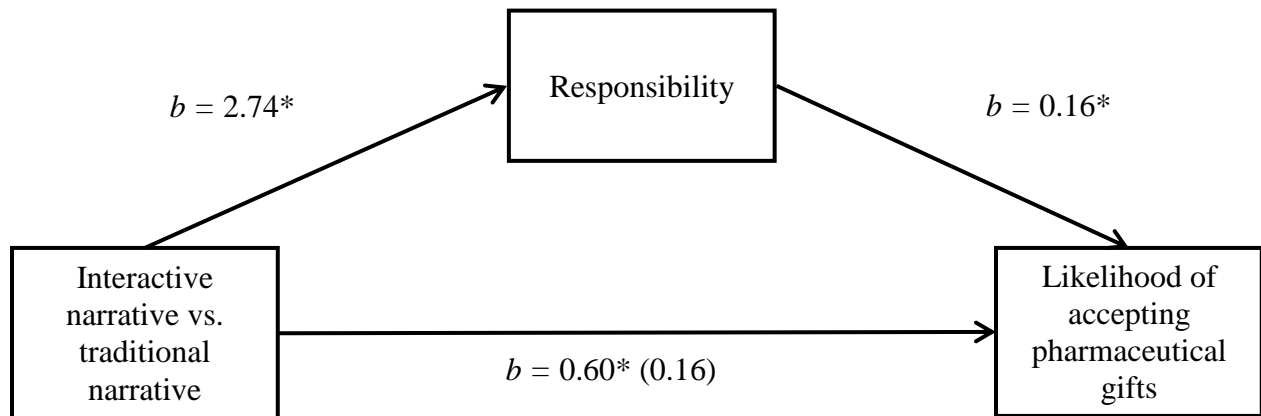 Responsibility
b = 2.74*
b = 0.16*
Interactive
narrative vs.
traditional
narrative
b = 0.60* (0.16)
Likelihood of
accepting
pharmaceutical
gifts